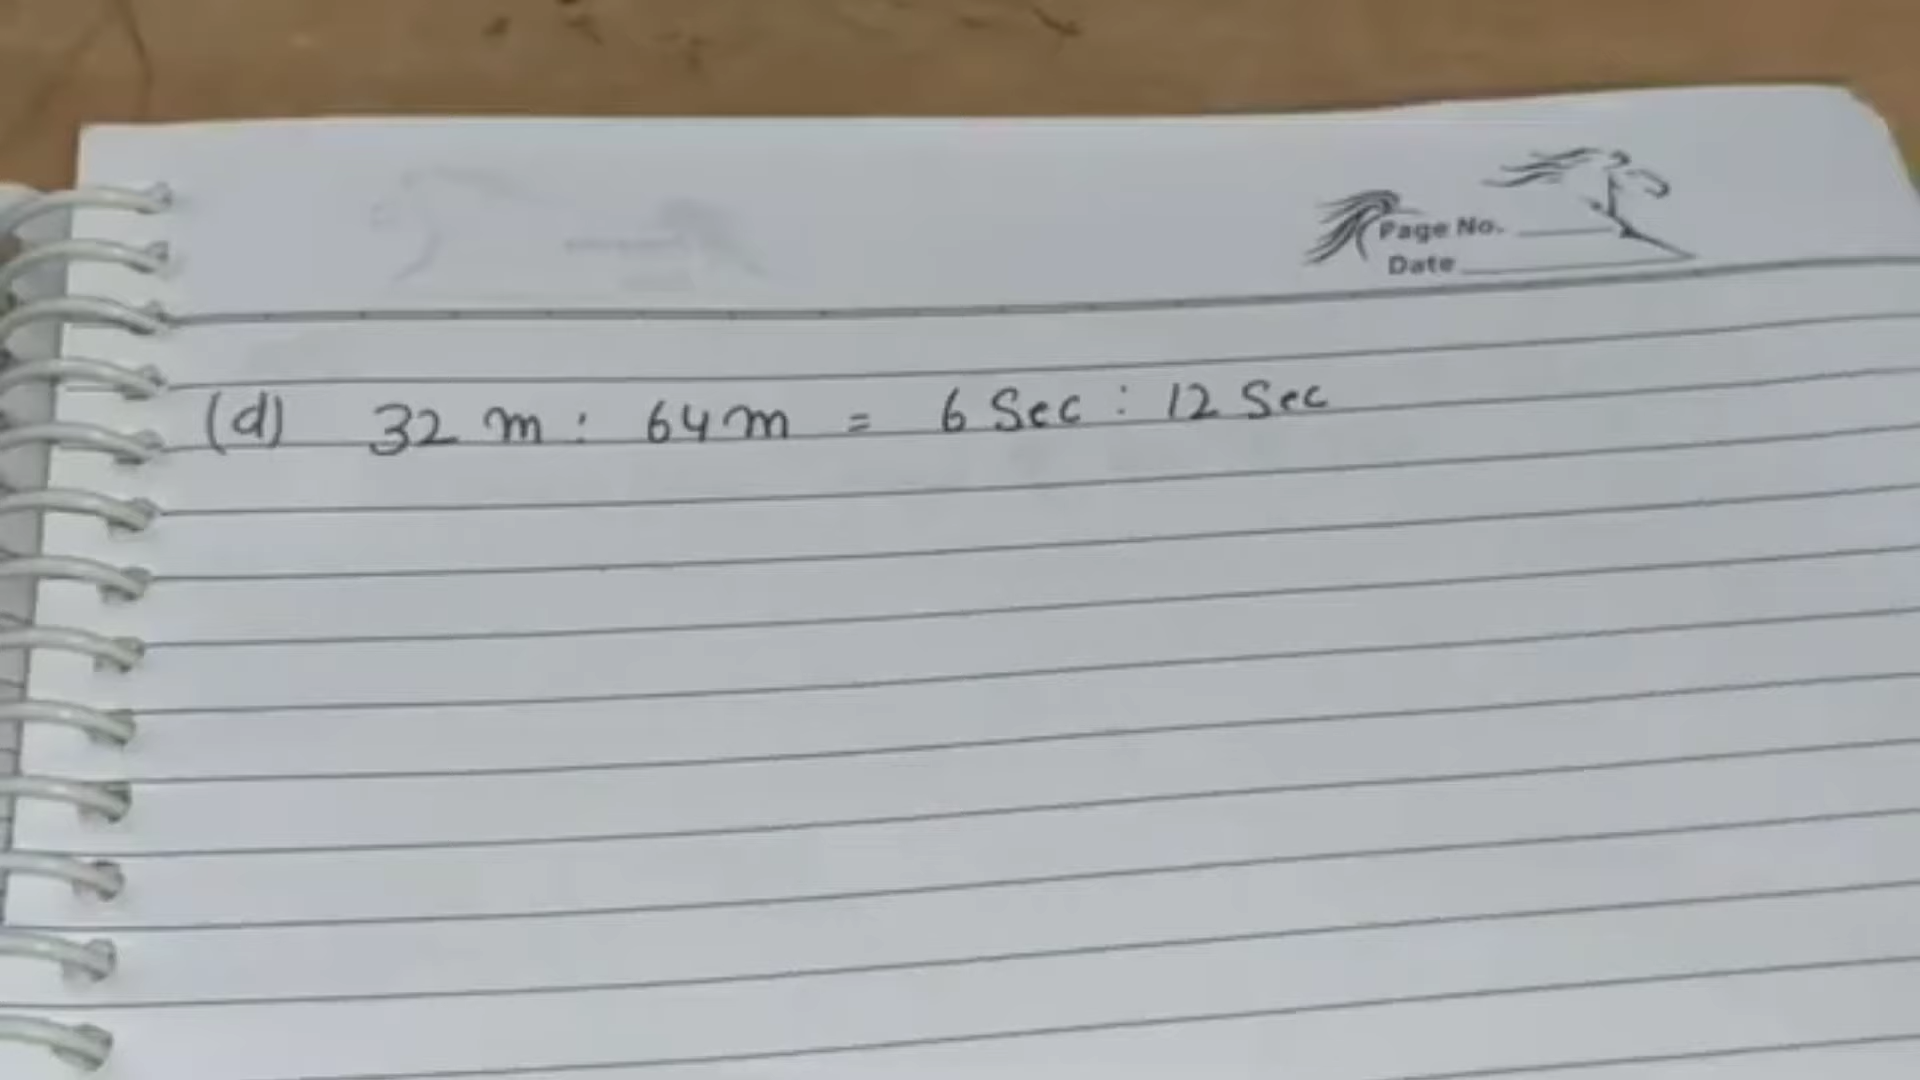 Page No.
Date
(d) 32 m : 64 m = 6 Sec : 12 Sec